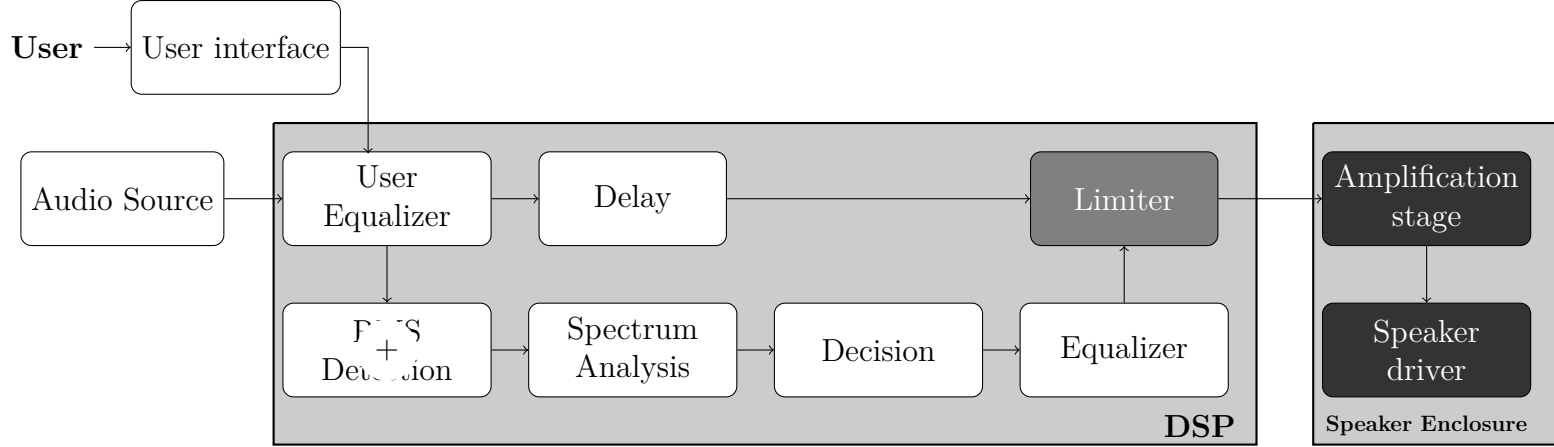 User
User interface
Audio Source
User
Equalizer
Delay
Limiter
Amplification
stage
+
Spectrum
Analysis
Decision
Equalizer
Speaker
driver
DSP
Speaker Enclosure